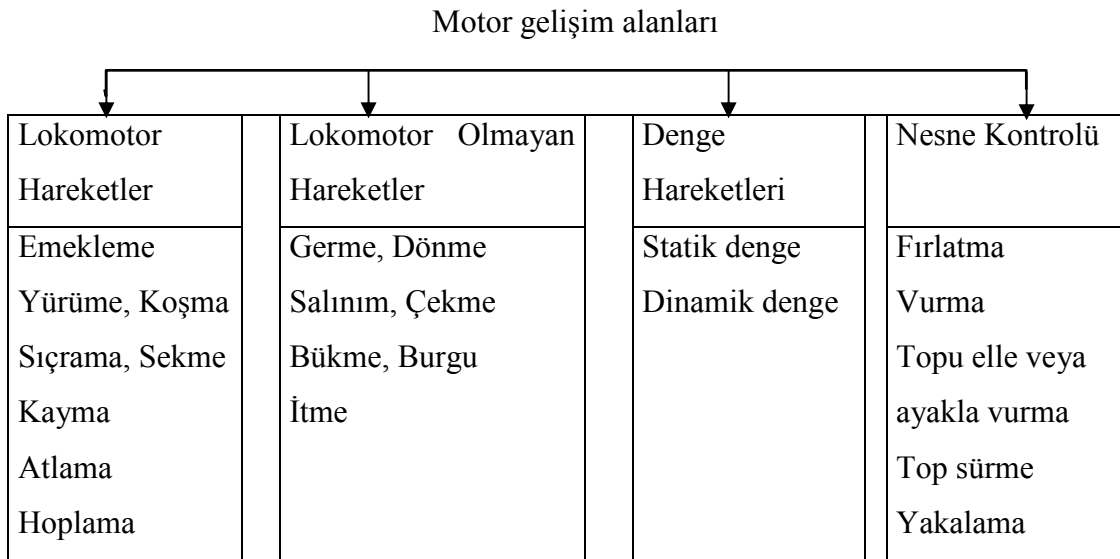 Motor gelişim alanları
Lokomotor
Hareketler
Emekleme
Yürüme, Koşma
Sıçrama, Sekme
Kayma
Atlama
Hoplama
Lokomotor Olmayan
Hareketler
Germe, Dönme
Salınım, Çekme
Bükme, Burgu
İtme
Denge
Hareketleri
Statik denge
Dinamik denge
Nesne Kontrolü
Fırlatma
Vurma
Topu elle veya
ayakla vurma
Top sürme
Yakalama